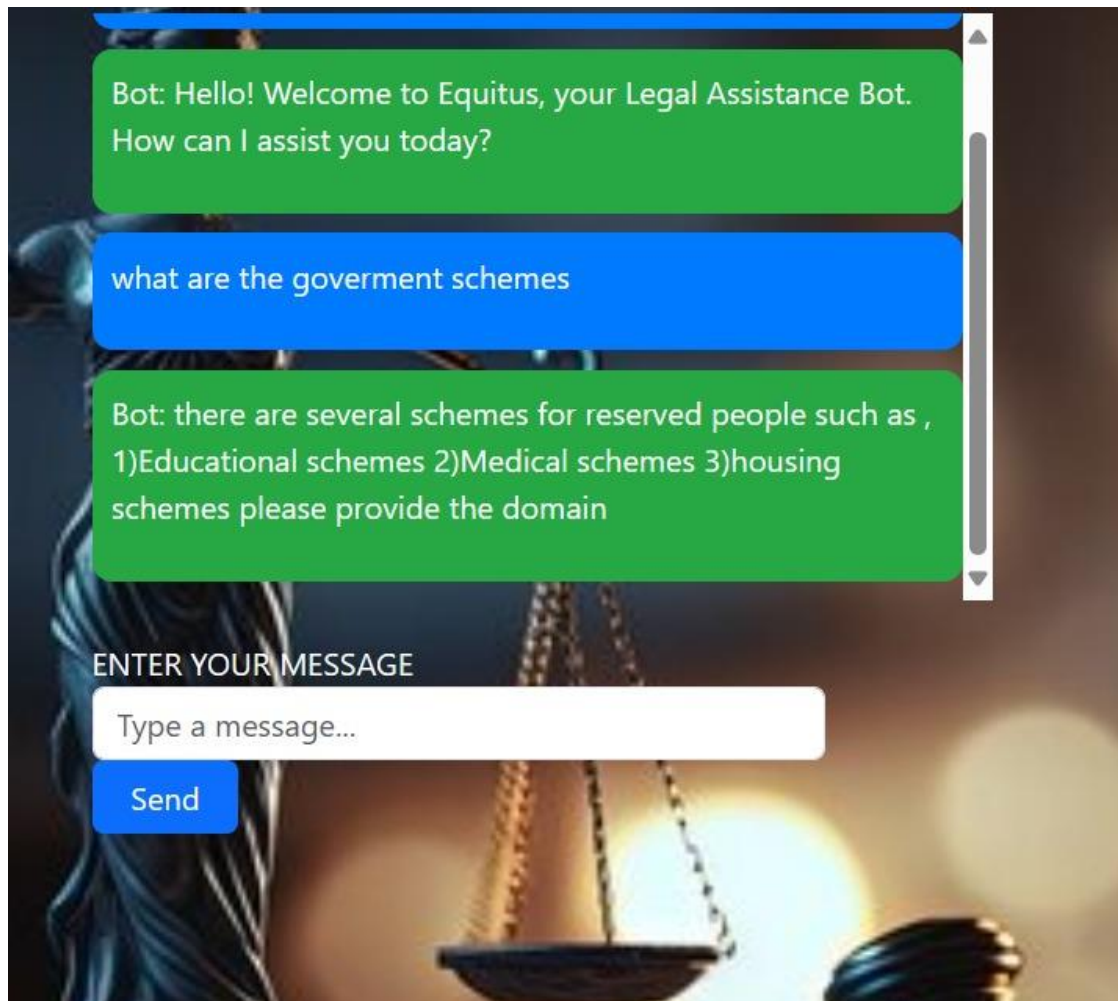 Bot: Hello! Welcome to Equitus, your Legal Assistance Bot.
How can I assist you today?
what are the goverment schemes
Bot: there are several schemes for reserved people such as ,
1)Educational schemes 2)Medical schemes 3)housing
schemes please provide the domain
ENTER YOUR MESSAGE
Type a message...
Send